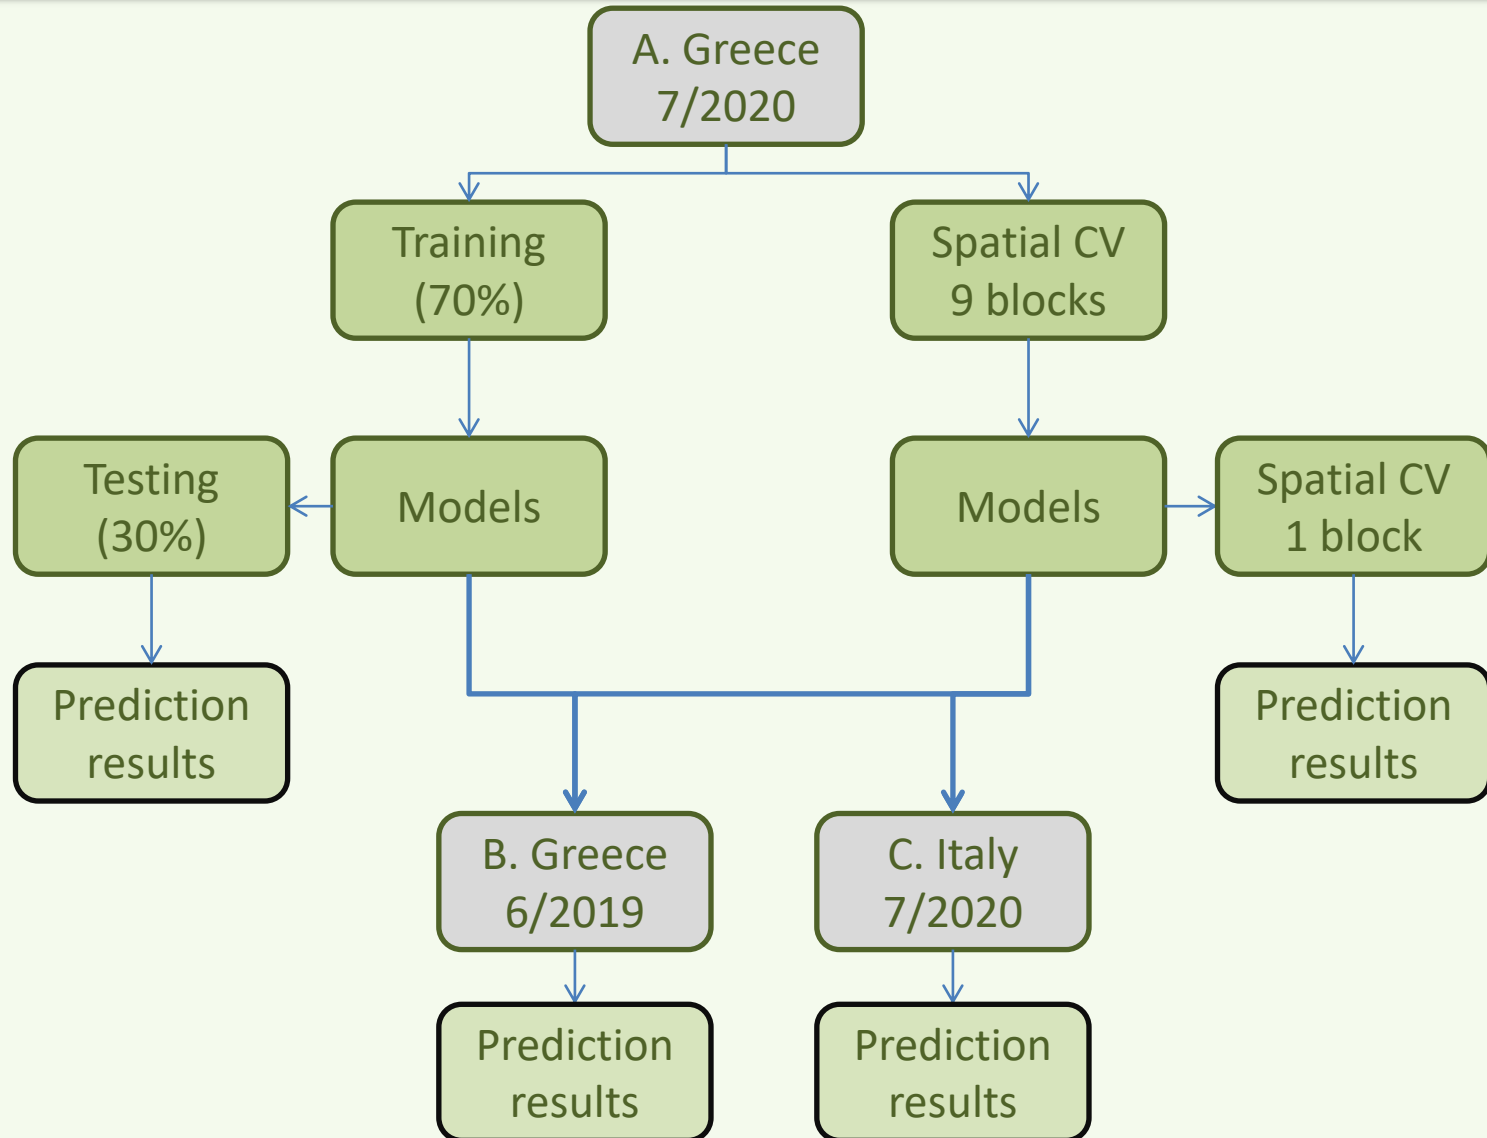 A. Greece
7/2020
Training
(70%)
Spatial CV
9 blocks
Testing
(30%)
Models
Models
Spatial CV
1 block
Prediction
results
Prediction
results
B. Greece
6/2019
C. Italy
7/2020
Prediction
results
Prediction
results